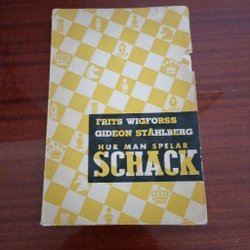 FRITS WIGFORSS
GIDEON STÅHLBERG
HUR MAN SPELAR
SCHACK